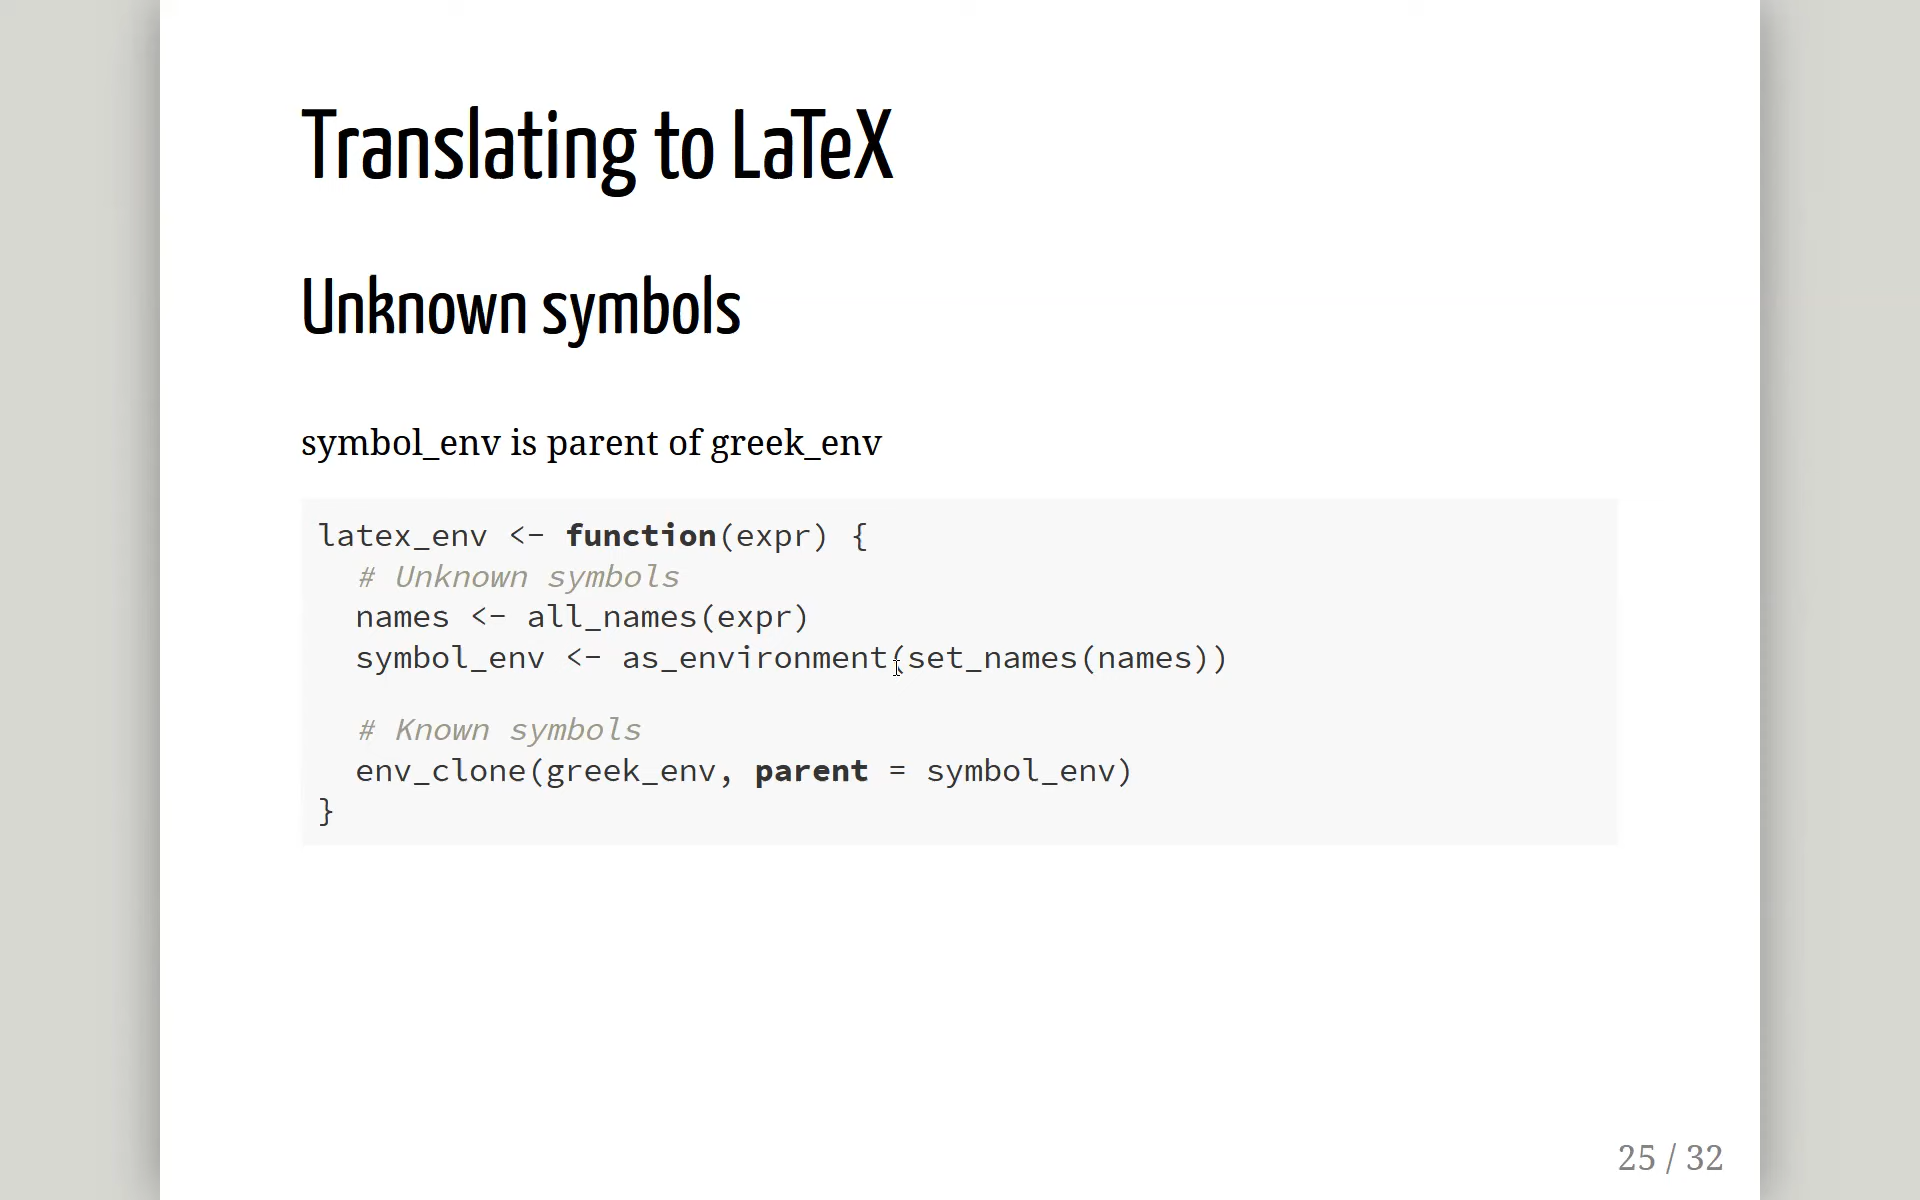 Translating to LaTeX
Unknown symbols
symbol_env is parent of greek_env
latex_env <- function(expr) {
  # Unknown symbols
  names <- all_names(expr)
  symbol_env <- as_environment(set_names(names))
  # Known symbols
  env_clone(greek_env, parent = symbol_env)
}
25 / 32